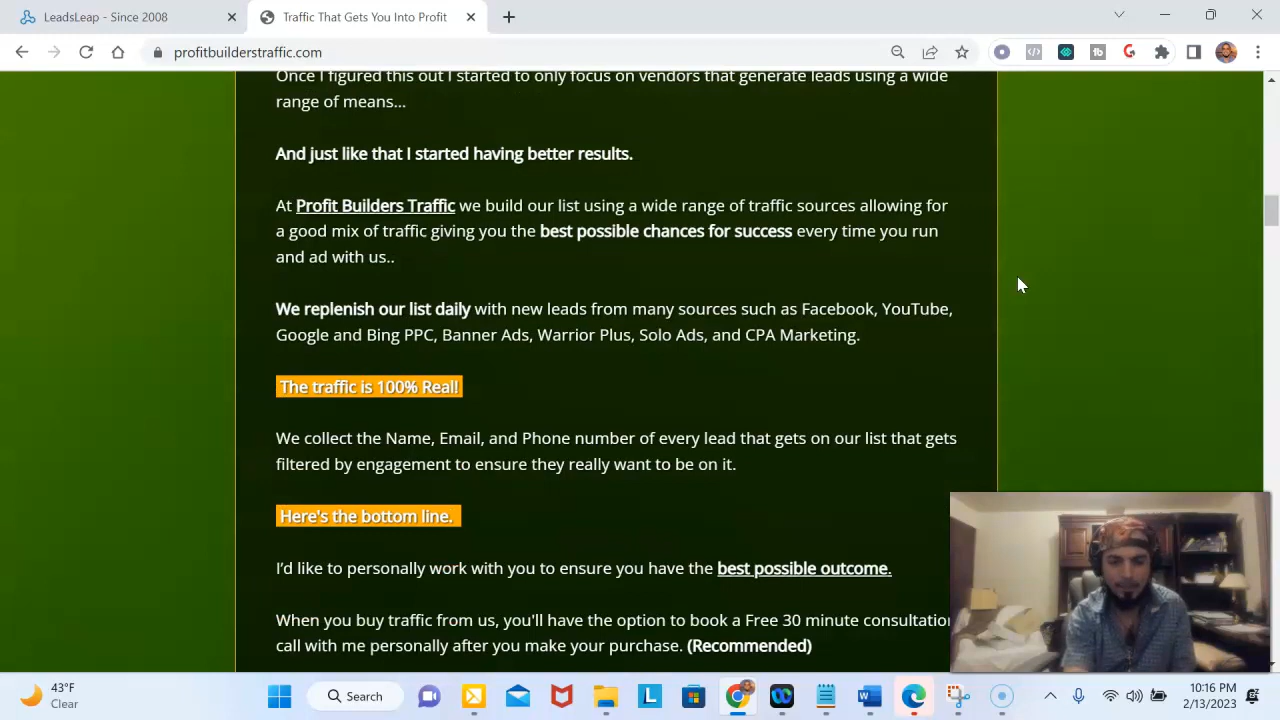 LeadsLeap - Since 2008
Traffic That Gets You Into Profit
profitbuilderstraffic.com
Once I figured this out I started to only focus on vendors that generate leads using a wide
range of means...
And just like that I started having better results.
At Profit Builders Traffic we build our list using a wide range of traffic sources allowing for
a good mix of traffic giving you the best possible chances for success every time you run
and ad with us..
We replenish our list daily with new leads from many sources such as Facebook, YouTube,
Google and Bing PPC, Banner Ads, Warrior Plus, Solo Ads, and CPA Marketing.
The traffic is 100% Real!
We collect the Name, Email, and Phone number of every lead that gets on our list that gets
filtered by engagement to ensure they really want to be on it.
Here's the bottom line.
I'd like to personally work with you to ensure you have the best possible outcome.
When you buy traffic from us, you'll have the option to book a Free 30 minute consultation
call with me personally after you make your purchase. (Recommended)
43°F
Clear
Search
10:16 PM
2/13/2023